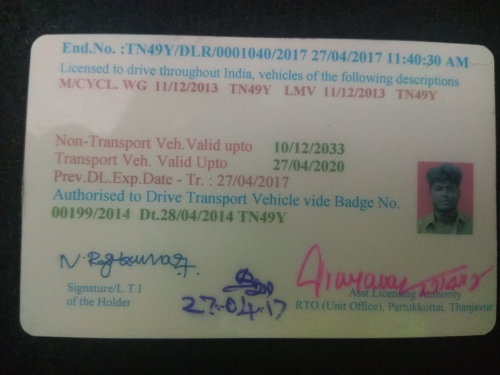 End.No. :TN49Y/DLR/0001040/2017 27/04/2017 11:40:30 AM
Licensed to drive throughout India, vehicles of the following descriptions
M/CYCL. WG 11/12/2013 TN49Y LMV 11/12/2013 TN49Y
Non-Transport Veh.Valid upto 10/12/2033
Transport Veh. Valid Upto 27/04/2020
Prev.DL.Exp.Date - Tr. : 27/04/2017
Authorised to Drive Transport Vehicle vide Badge No.
00199/2014 Dt.28/04/2014 TN49Y
Signature/L T I
of the Holder
27-04-17
Asst.Licensing Authority
RTO (Unit Office), Pattukkottai, Thanjavur